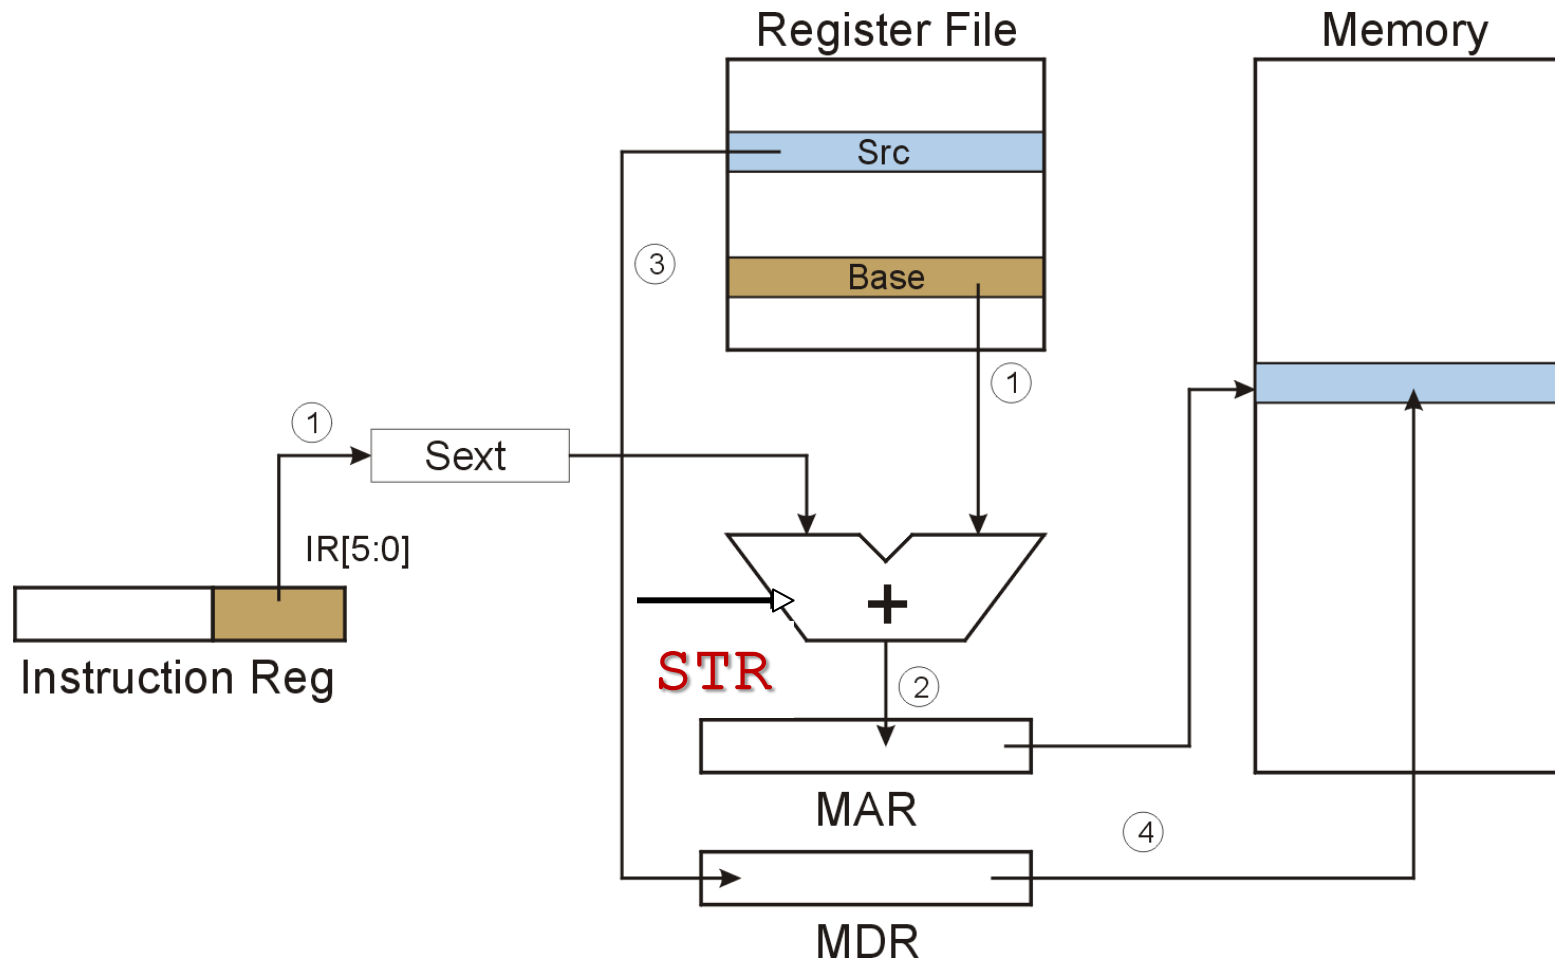 Register File
Memory
Src
3
Base
1
1
Sext
IR[5:0]
+
Instruction Reg
STR
2
MAR
4
MDR